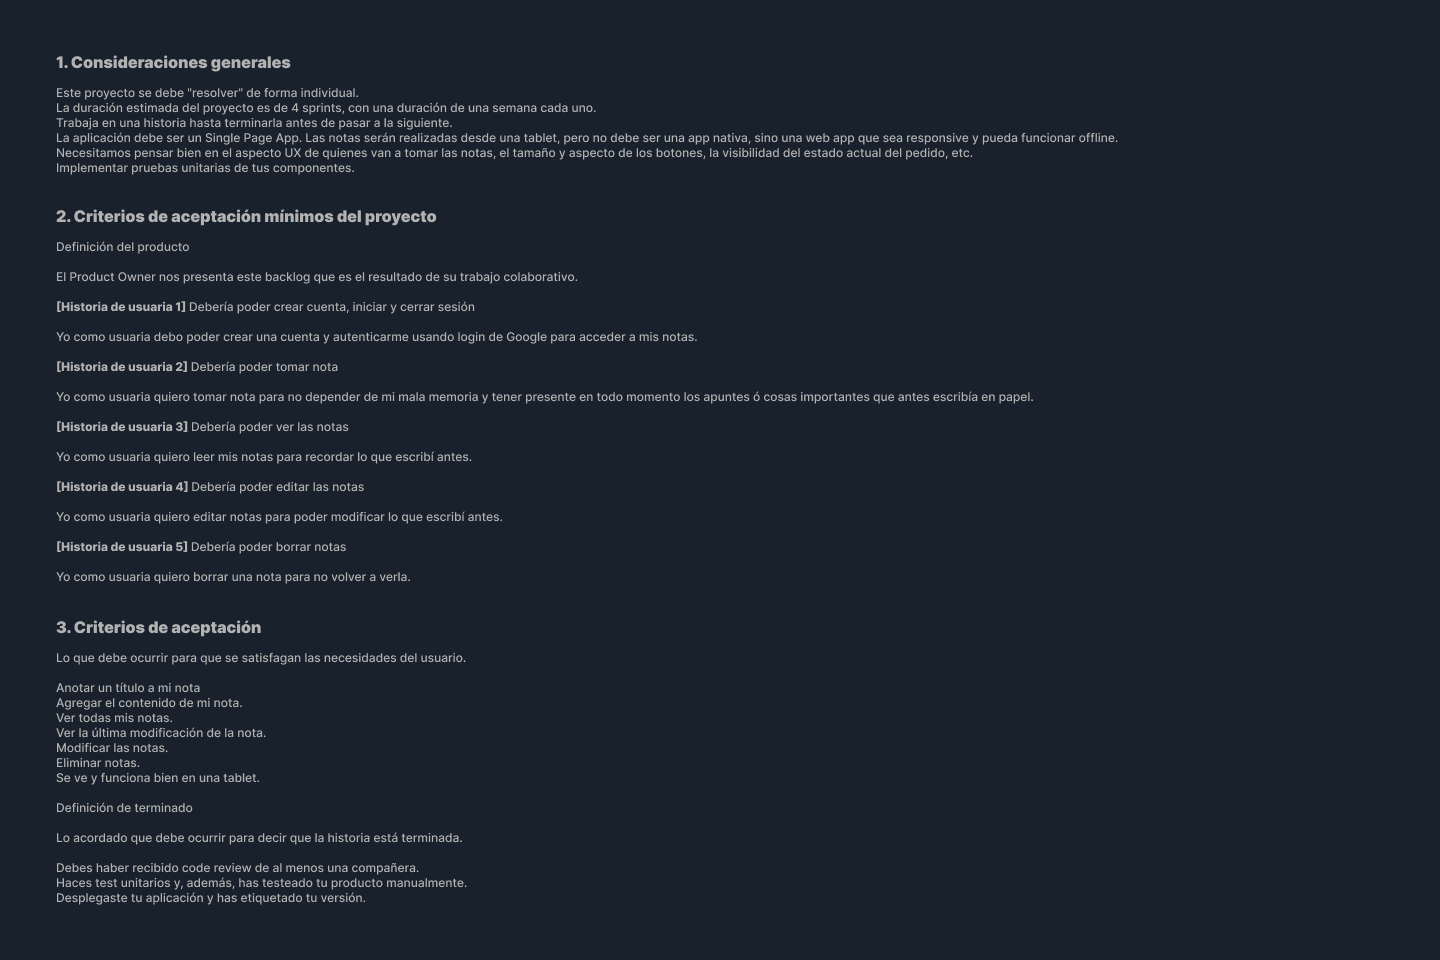 1. Consideraciones generales
Este proyecto se debe "resolver" de forma individual.
La duración estimada del proyecto es de 4 sprints, con una duración de una semana cada uno.
Trabaja en una historia hasta terminarla antes de pasar a la siguiente.
La aplicación debe ser un Single Page App. Las notas serán realizadas desde una tablet, pero no debe ser una app nativa, sino una web app que sea responsive y pueda funcionar offline.
Necesitamos pensar bien en el aspecto UX de quienes van a tomar las notas, el tamaño y aspecto de los botones, la visibilidad del estado actual del pedido, etc.
Implementar pruebas unitarias de tus componentes.
2. Criterios de aceptación mínimos del proyecto
Definición del producto
El Product Owner nos presenta este backlog que es el resultado de su trabajo colaborativo.
[Historia de usuaria 1] Debería poder crear cuenta, iniciar y cerrar sesión
Yo como usuaria debo poder crear una cuenta y autenticarme usando login de Google para acceder a mis notas.
[Historia de usuaria 2] Debería poder tomar nota
Yo como usuaria quiero tomar nota para no depender de mi mala memoria y tener presente en todo momento los apuntes ó cosas importantes que antes escribía en papel.
[Historia de usuaria 3] Debería poder ver las notas
Yo como usuaria quiero leer mis notas para recordar lo que escribí antes.
[Historia de usuaria 4] Debería poder editar las notas
Yo como usuaria quiero editar notas para poder modificar lo que escribí antes.
[Historia de usuaria 5] Debería poder borrar notas
Yo como usuaria quiero borrar una nota para no volver a verla.
3. Criterios de aceptación
Lo que debe ocurrir para que se satisfagan las necesidades del usuario.
Anotar un título a mi nota
Agregar el contenido de mi nota.
Ver todas mis notas.
Ver la última modificación de la nota.
Modificar las notas.
Eliminar notas.
Se ve y funciona bien en una tablet.
Definición de terminado
Lo acordado que debe ocurrir para decir que la historia está terminada.
Debes haber recibido code review de al menos una compañera.
Haces test unitarios y, además, has testeado tu producto manualmente.
Desplegaste tu aplicación y has etiquetado tu versión.